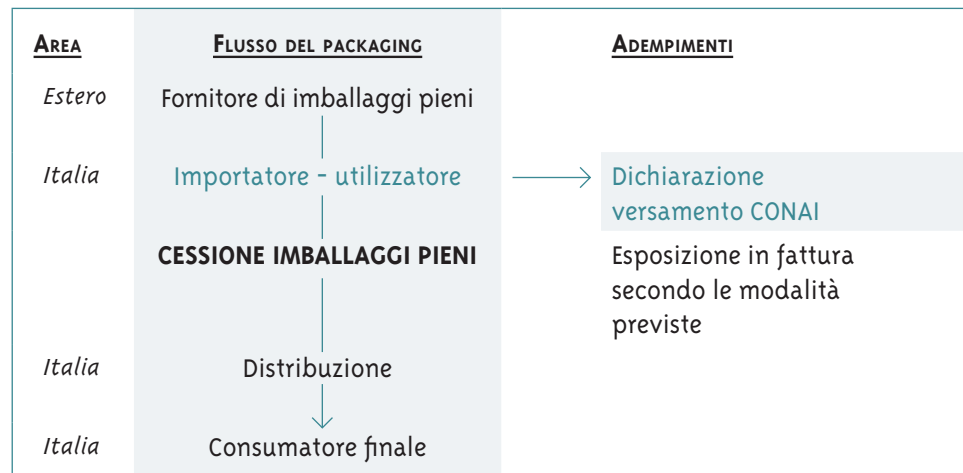 AREA FLUSSO DEL PACKAGING ADEMPIMENTI
Estero Fornitore di imballaggi pieni
Italia Importatore - utilizzatore Dichiarazione
versamento CONAI
CESSIONE IMBALLAGGI PIENI Esposizione in fattura
secondo le modalità
previste
Italia Distribuzione
Italia Consumatore finale